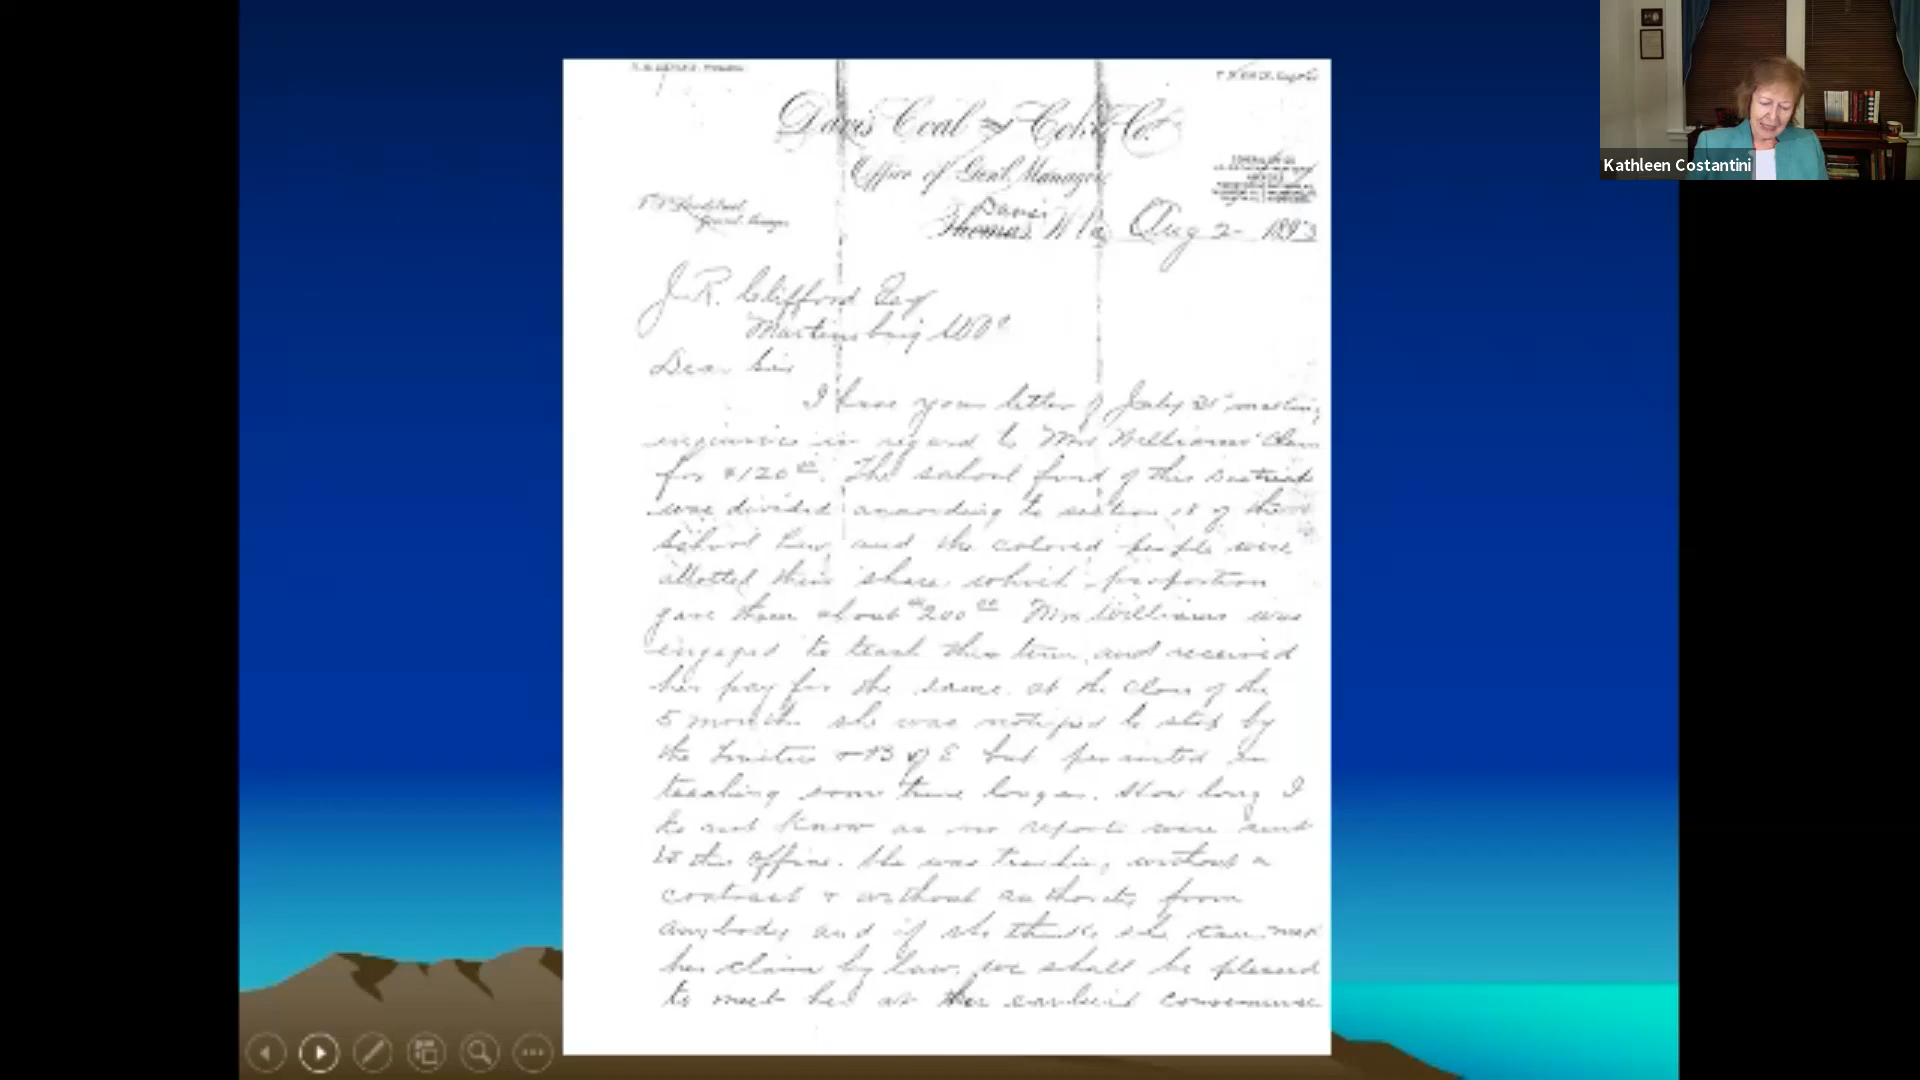 Davis Coal & Coke Co.
Office of Genl. Manager
Davis
Thomas, W Va. Aug 2 1893
J. R. Clifford Esq
Martinsburg W Va
Dear Sir
I have your letter of July 31st making
enquiries in regard to Mrs Williams' claim
for $120 00. The school fund of this District
was divided according to section 18 of the
School Law, and the colored people were
allotted their share which proportion
gave them about $200 00 Mrs Williams was
engaged to teach this term, and received
her pay for the same. at the close of the
5 months she was notified to stop by
the trustees & B of E but persisted in
teaching some time longer. How long I
do not know as no reports were sent
to this office. She was teaching without a
contract & without authority from
anybody and if she thinks she can make
her claim by law, we shall be pleased
to meet her at the earliest convenience
Kathleen Costantini